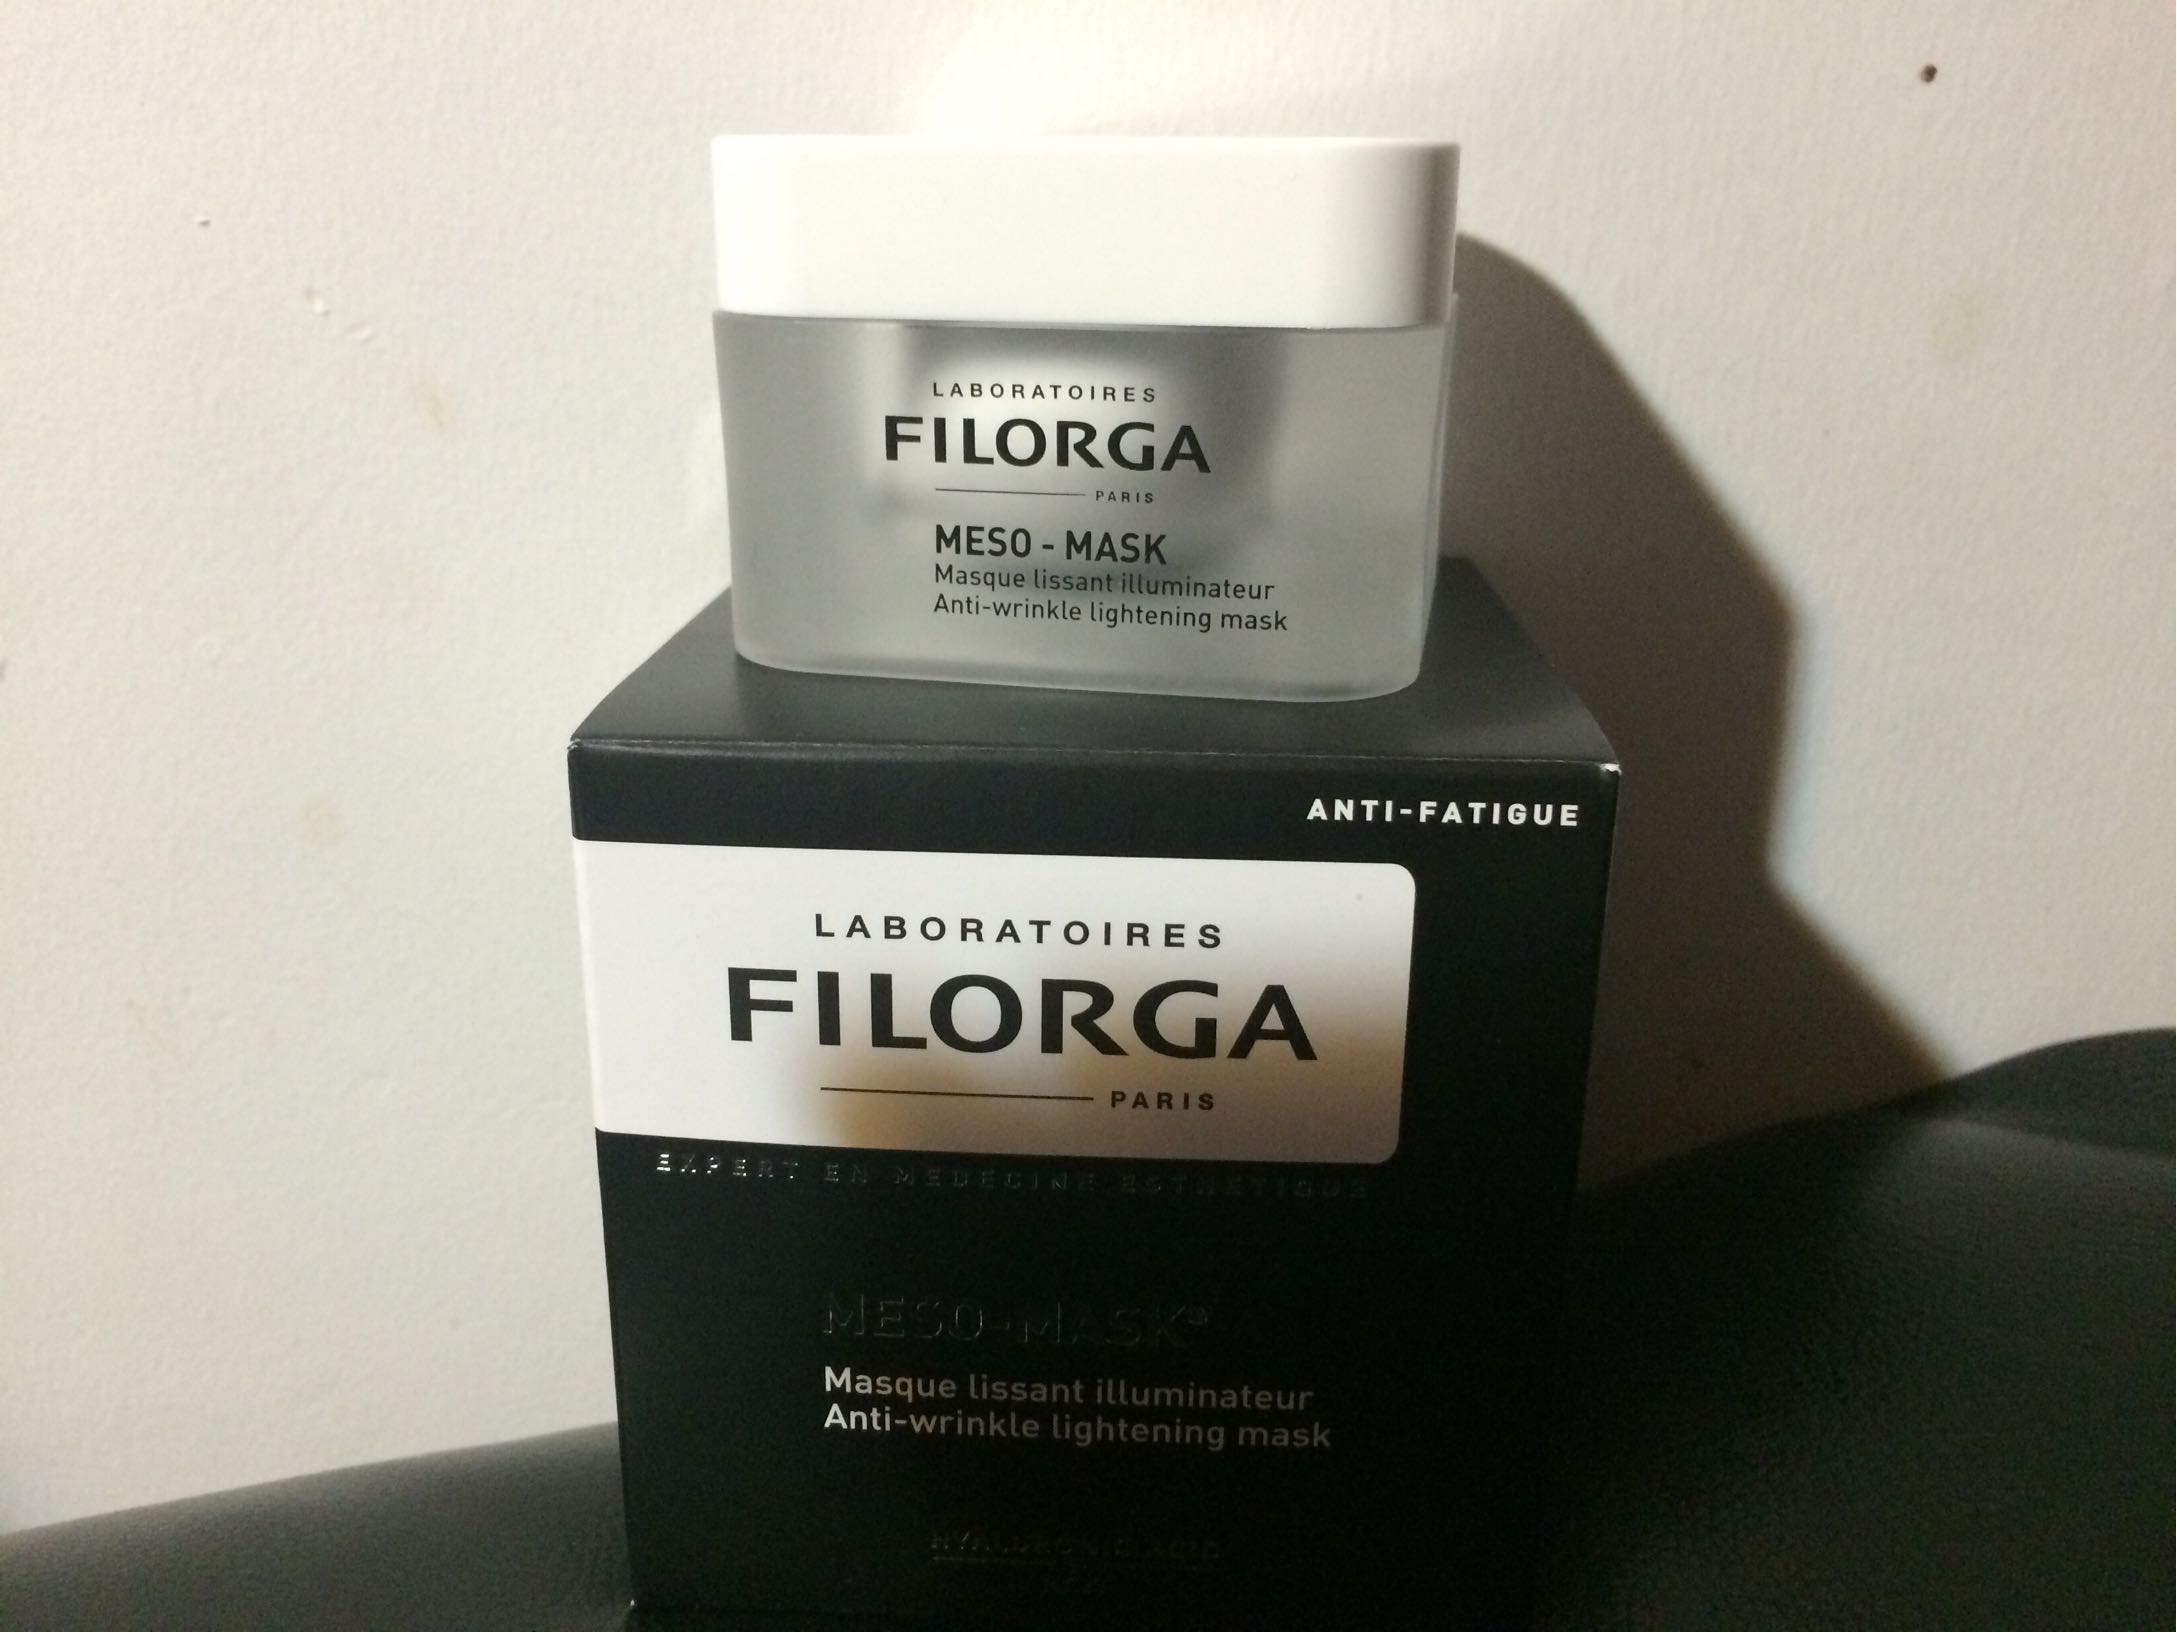 LABORATOIRES
FILORGA
PARIS
MESO - MASK
Masque lissant illuminateur
Anti-wrinkle lightening mask
ANTI-FATIGUE
LABORATOIRES
FILORGA
PARIS
EXPERT EN MEDECINE ESTHETIQUE
MESO-MASK®
Masque lissant illuminateur
Anti-wrinkle lightening mask